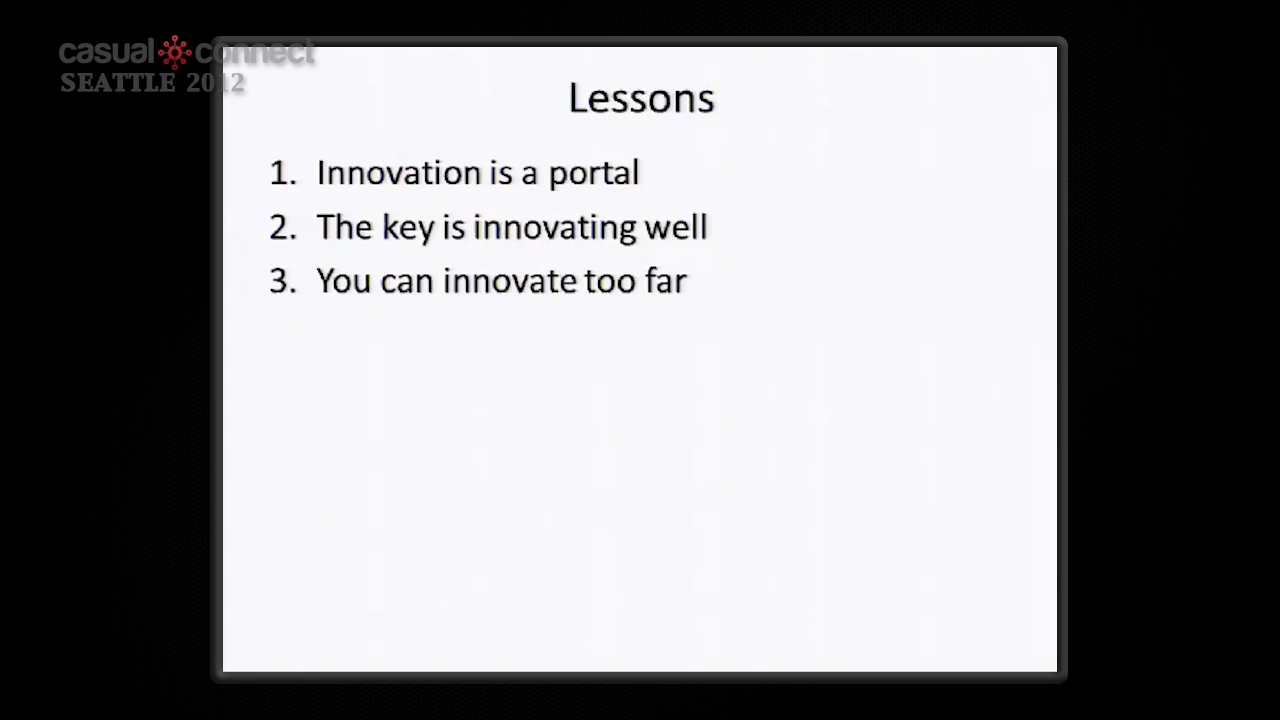 casual connect
SEATTLE 2012
Lessons
1. Innovation is a portal
2. The key is innovating well
3. You can innovate too far